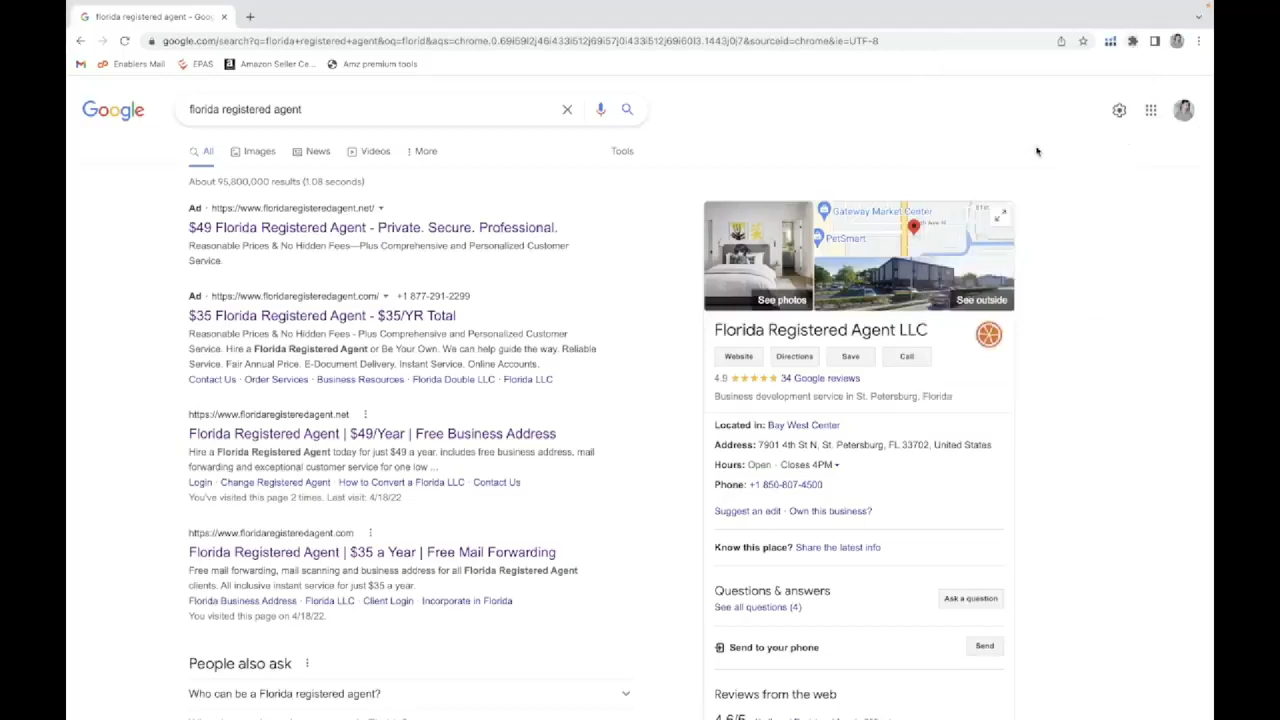 florida registered agent - Goog
google.com/search?q=florida+registered+agent&oq=florid&aqs=chrome.0.69i59l2j46i433i512j69i57j0i433i512j69i60l3.1443j0j7&sourceid=chrome&ie=UTF-8
Enablers Mail
EPAS
Amazon Seller Ce...
Amz premium tools
Google
florida registered agent
All
Images
News
Videos
More
Tools
About 95,800,000 results (1.08 seconds)
Ad · https://www.floridaregisteredagent.net/
$49 Florida Registered Agent - Private. Secure. Professional.
Reasonable Prices & No Hidden Fees—Plus Comprehensive and Personalized Customer
Service.
Ad · https://www.floridaregisteredagent.com/ +1 877-291-2299
$35 Florida Registered Agent - $35/YR Total
Reasonable Prices & No Hidden Fees - Plus Comprehensive and Personalized Customer
Service. Hire a Florida Registered Agent or Be Your Own. We can help guide the way. Reliable
Service. Fair Annual Price. E-Document Delivery. Instant Service. Online Accounts.
Contact Us · Order Services · Business Resources · Florida Double LLC · Florida LLC
https://www.floridaregisteredagent.net
Florida Registered Agent | $49/Year | Free Business Address
Hire a Florida Registered Agent today for just $49 a year. includes free business address, mail
forwarding and exceptional customer service for one low ...
Login · Change Registered Agent · How to Convert a Florida LLC · Contact Us
You've visited this page 2 times. Last visit: 4/18/22
https://www.floridaregisteredagent.com
Florida Registered Agent | $35 a Year | Free Mail Forwarding
Free mail forwarding, mail scanning and business address for all Florida Registered Agent
clients. All inclusive instant service for just $35 a year.
Florida Business Address · Florida LLC · Client Login · Incorporate in Florida
You visited this page on 4/18/22.
People also ask
Who can be a Florida registered agent?
Gateway Market Center
PetSmart
See photos
See outside
Florida Registered Agent LLC
Website
Directions
Save
Call
4.9 34 Google reviews
Business development service in St. Petersburg, Florida
Located in: Bay West Center
Address: 7901 4th St N, St. Petersburg, FL 33702, United States
Hours: Open · Closes 4PM
Phone: +1 850-807-4500
Suggest an edit · Own this business?
Know this place? Share the latest info
Questions & answers
See all questions (4)
Ask a question
Send to your phone
Send
Reviews from the web